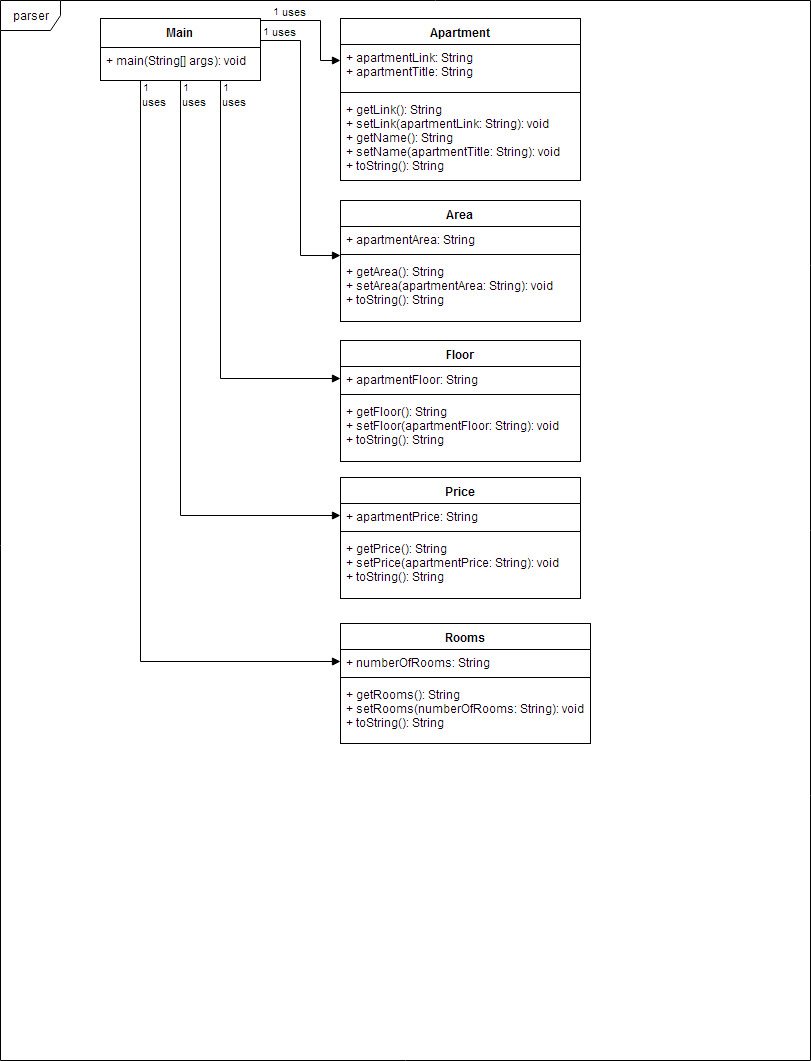 parser
Main
+ main(String[] args): void
1 uses
1 uses
1
uses
1
uses
1
uses
Apartment
+ apartmentLink: String
+ apartmentTitle: String
+ getLink(): String
+ setLink(apartmentLink: String): void
+ getName(): String
+ setName(apartmentTitle: String): void
+ toString(): String
Area
+ apartmentArea: String
+ getArea(): String
+ setArea(apartmentArea: String): void
+ toString(): String
Floor
+ apartmentFloor: String
+ getFloor(): String
+ setFloor(apartmentFloor: String): void
+ toString(): String
Price
+ apartmentPrice: String
+ getPrice(): String
+ setPrice(apartmentPrice: String): void
+ toString(): String
Rooms
+ numberOfRooms: String
+ getRooms(): String
+ setRooms(numberOfRooms: String): void
+ toString(): String